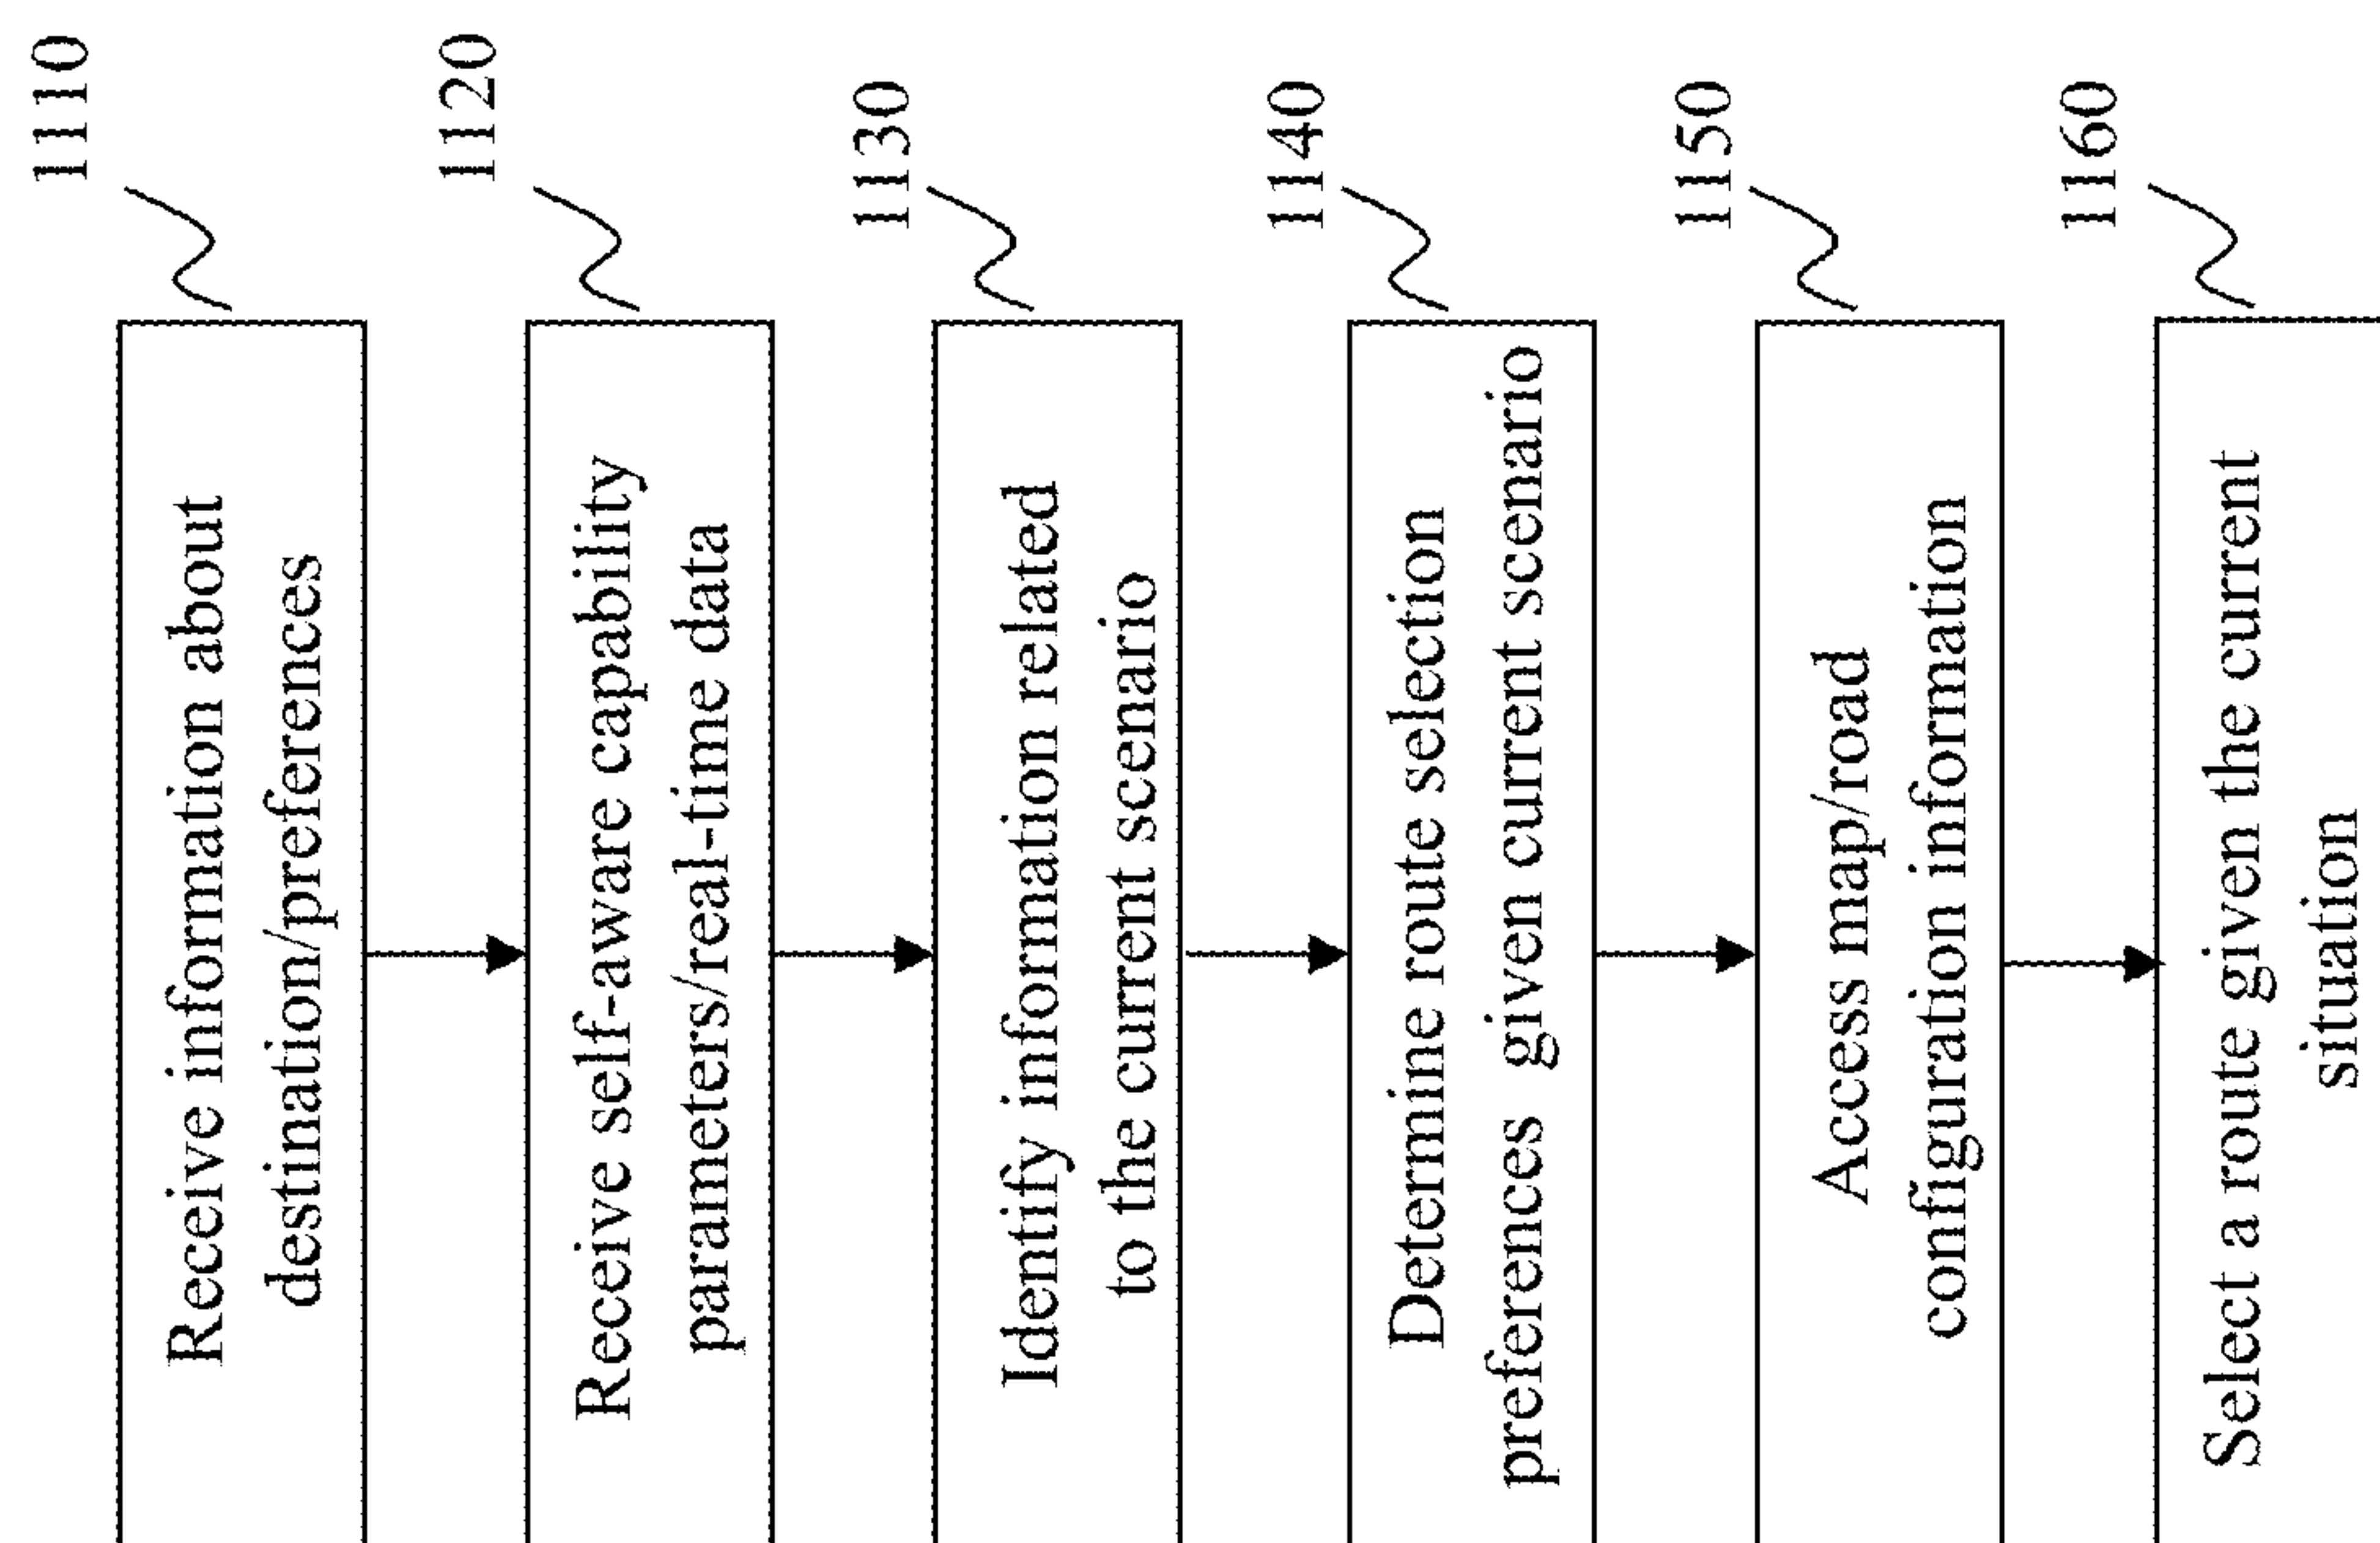 1110
Receive information about
destination/preferences
1120
Receive self-aware capability
parameters/real-time data
1130
Identify information related
to the current scenario
1140
Determine route selection
preferences given current scenario
1150
Access map/road
configuration information
1160
Select a route given the current
situation